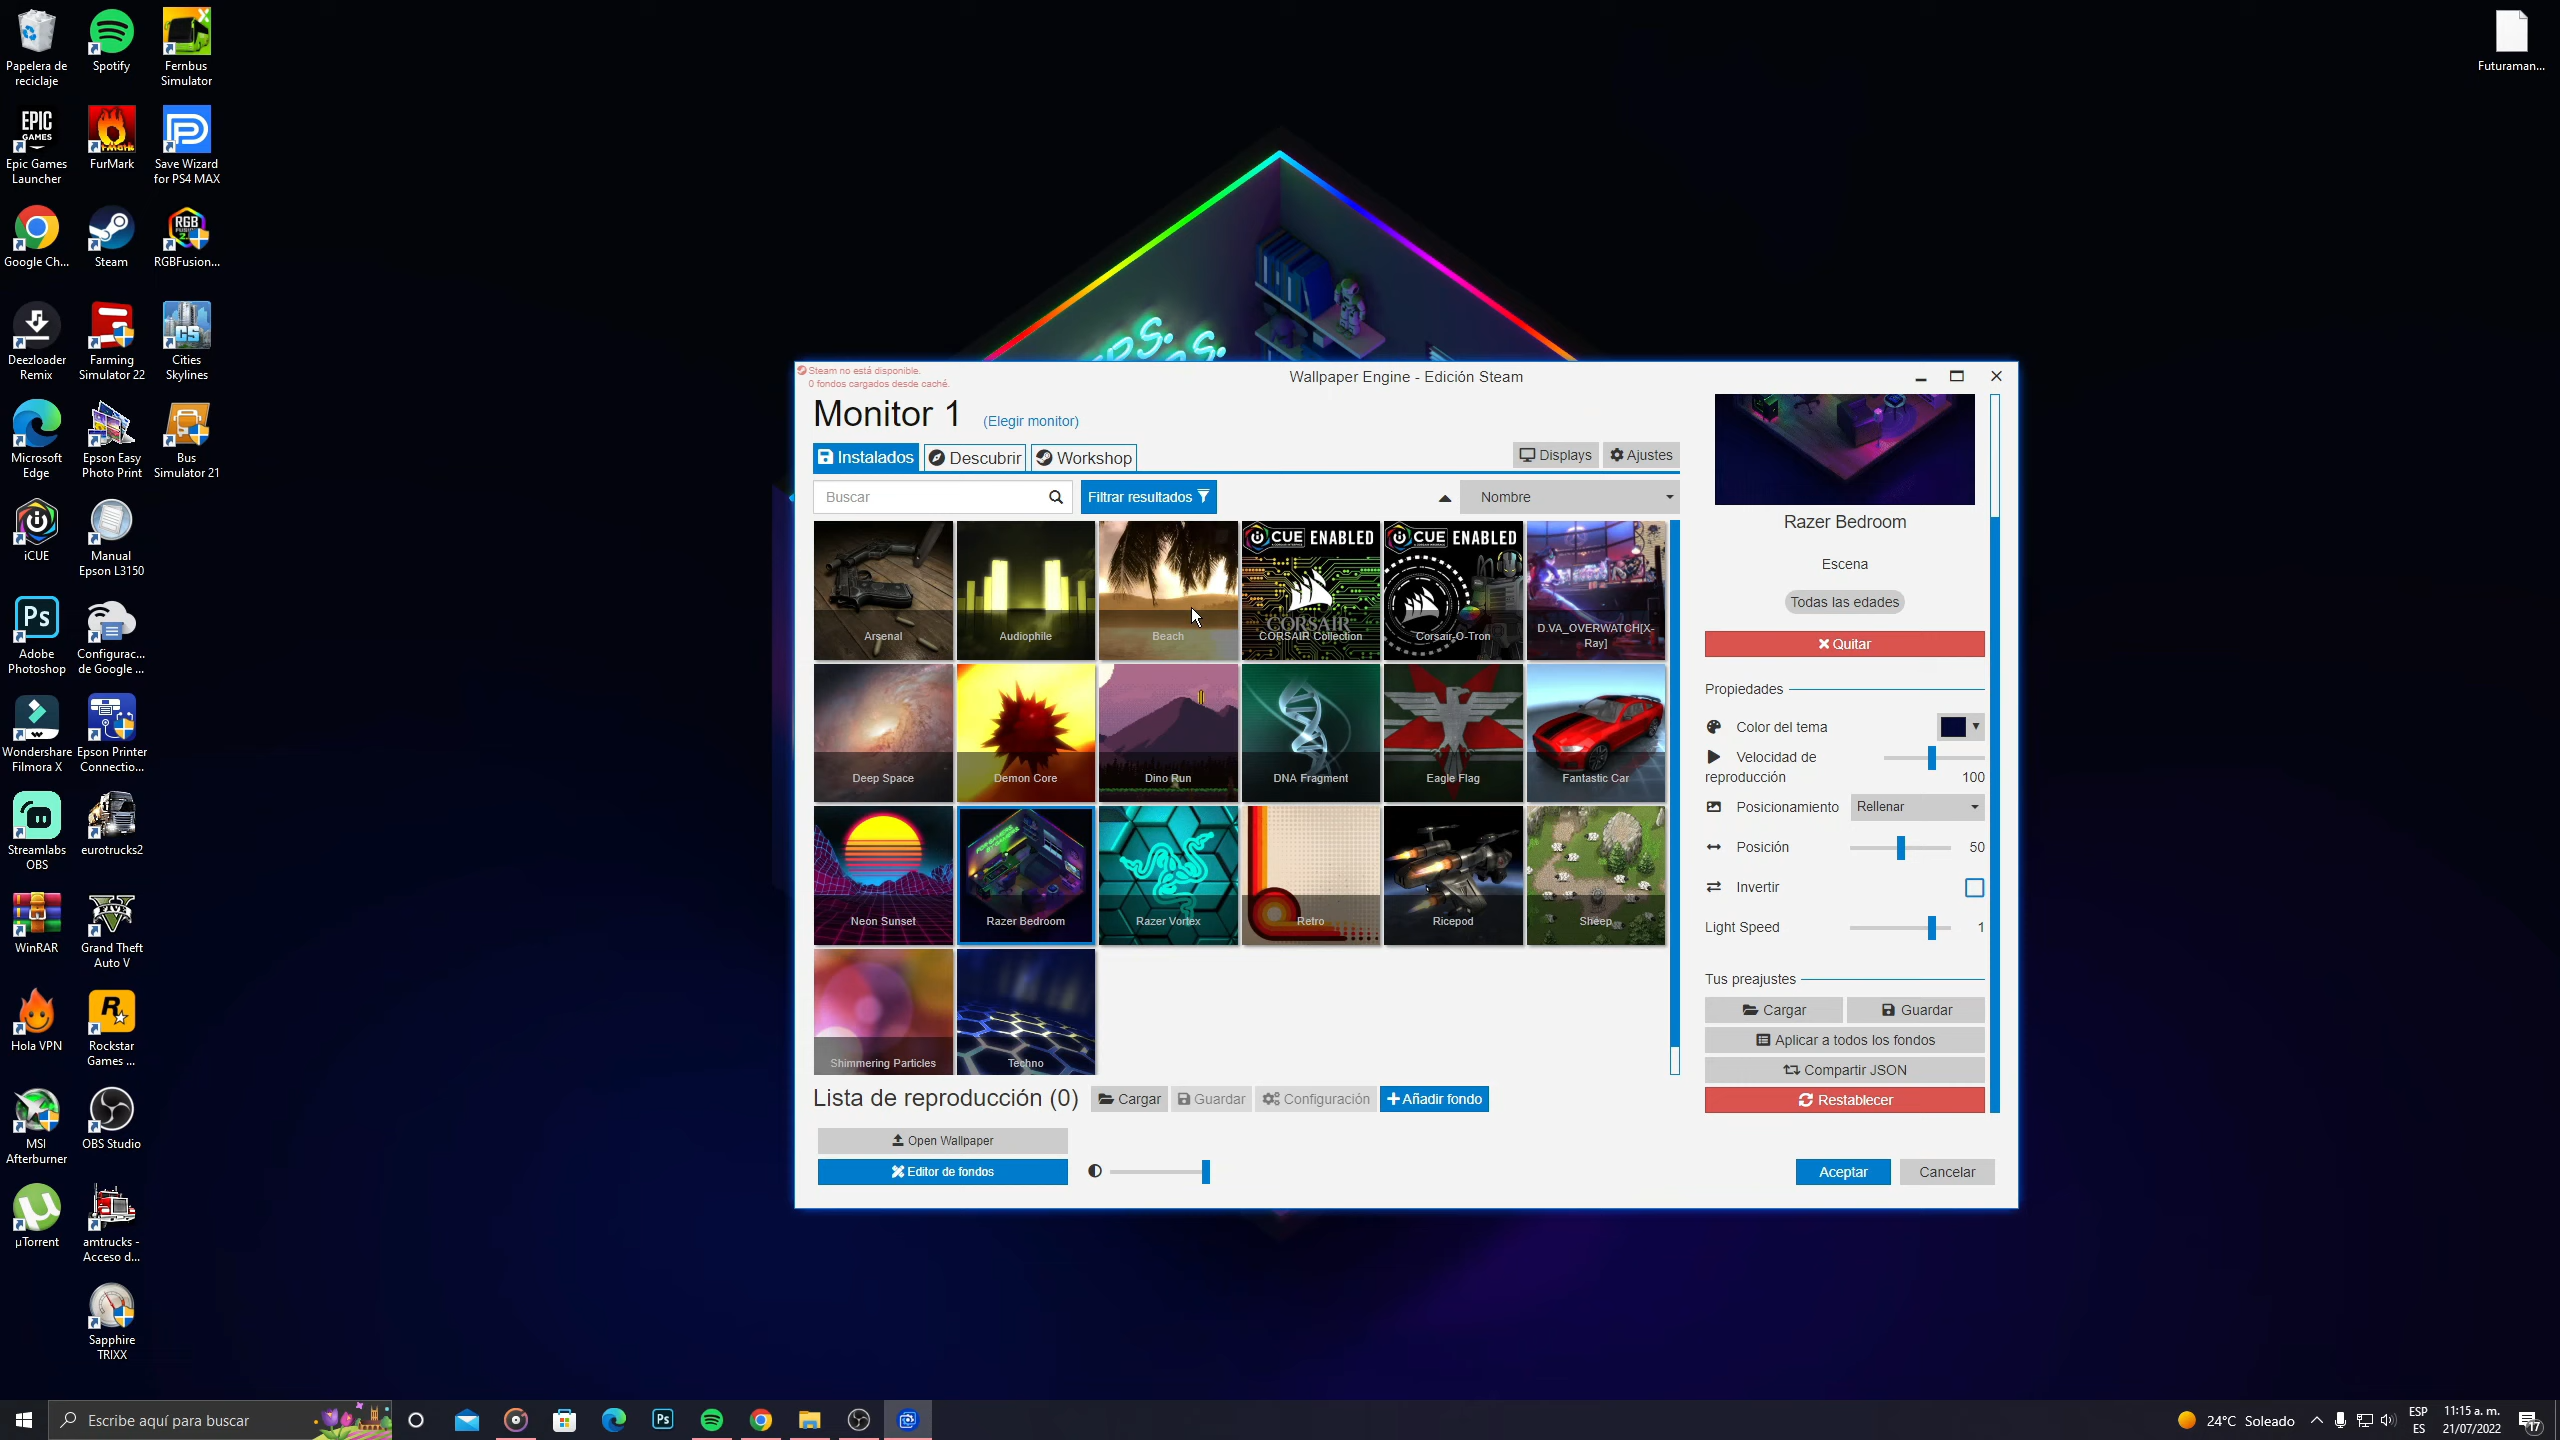 Papelera de
reciclaje
Spotify
Fernbus
Simulator
Futuraman...
EPIC
GAMES
Epic Games
Launcher
FurMark
Save Wizard
for PS4 MAX
Google Ch...
Steam
RGB
RGBFusion...
Deezloader
Remix
Farming
Simulator 22
CS
Cities
Skylines
Microsoft
Edge
Epson Easy
Photo Print
Bus
Simulator 21
iCUE
Manual
Epson L3150
Ps
Adobe
Photoshop
Configurac...
de Google ...
Wondershare
Filmora X
Epson Printer
Connectio...
Streamlabs
OBS
eurotrucks2
WinRAR
Grand Theft
Auto V
Hola VPN
Rockstar
Games ...
MSI
Afterburner
OBS Studio
µTorrent
amtrucks -
Acceso d...
Sapphire
TRIXX
Steam no está disponible.
0 fondos cargados desde caché.
Wallpaper Engine - Edición Steam
Monitor 1
(Elegir monitor)
Instalados
Descubrir
Workshop
Displays
Ajustes
Buscar
Filtrar resultados
Nombre
Arsenal
Audiophile
Beach
CUE ENABLED
CORSAIR
CORSAIR Collection
CUE ENABLED
Corsair-O-Tron
D.VA_OVERWATCH[X-
Ray]
Deep Space
Demon Core
Dino Run
DNA Fragment
Eagle Flag
Fantastic Car
Neon Sunset
Razer Bedroom
Razer Vortex
Retro
Ricepod
Sheep
Shimmering Particles
Techno
Lista de reproducción (0)
Cargar
Guardar
Configuración
Añadir fondo
Open Wallpaper
Editor de fondos
Razer Bedroom
Escena
Todas las edades
Quitar
Propiedades
Color del tema
Velocidad de
reproducción
100
Posicionamiento
Rellenar
Posición
50
Invertir
Light Speed
1
Tus preajustes
Cargar
Guardar
Aplicar a todos los fondos
Compartir JSON
Restablecer
Aceptar
Cancelar
Escribe aquí para buscar
Ps
24°C Soleado
ESP
ES
11:15 a. m.
21/07/2022
17